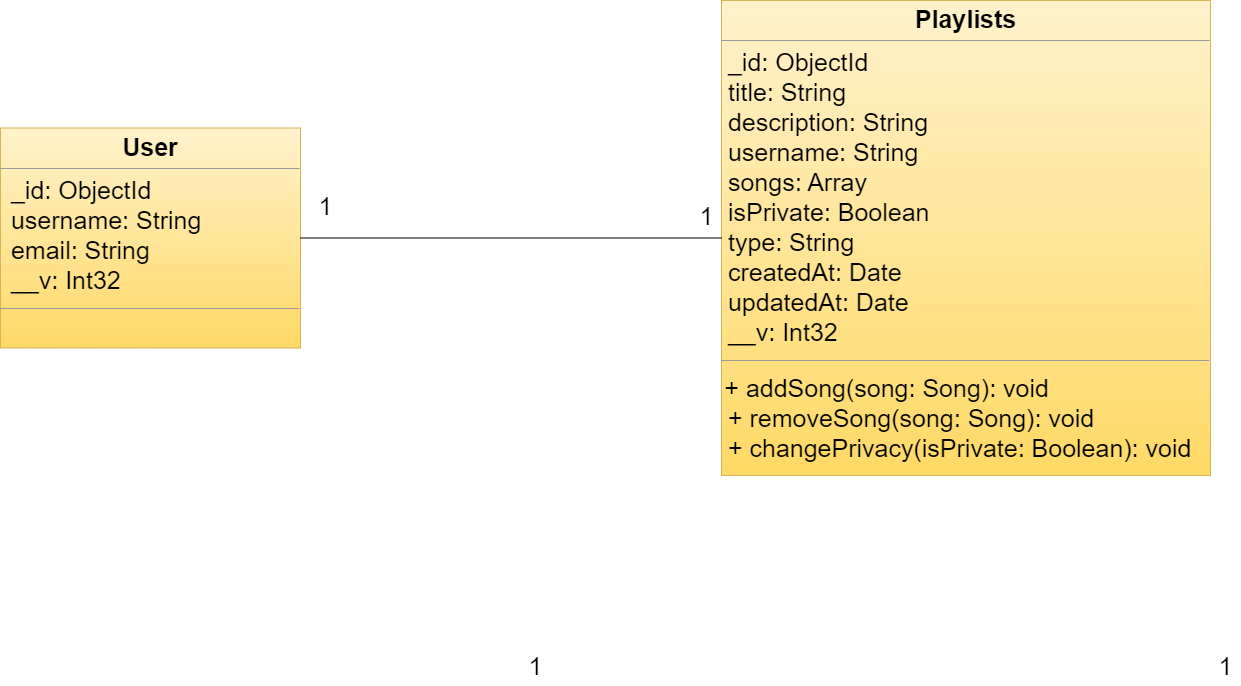 User
_id: ObjectId
username: String
email: String
__v: Int32
1
1
Playlists
_id: ObjectId
title: String
description: String
username: String
songs: Array
isPrivate: Boolean
type: String
createdAt: Date
updatedAt: Date
__v: Int32
+ addSong(song: Song): void
+ removeSong(song: Song): void
+ changePrivacy(isPrivate: Boolean): void
1
1